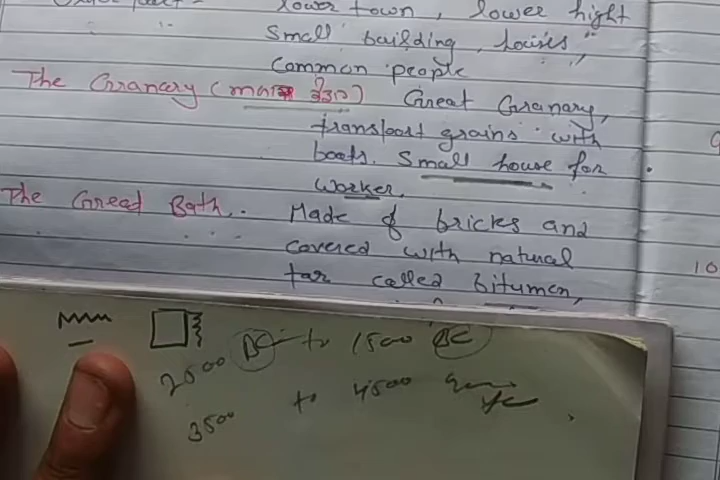 lower town, lower hight
Small building, houses,,
Common people
The Granary ( Great Granary,
transport grains with
boats. Small house for
worker.
The Great Bath. Made of bricks and
covered with natural
tar called Bitumen,
2500 BC to 1500 BC
3500 to 4500
10